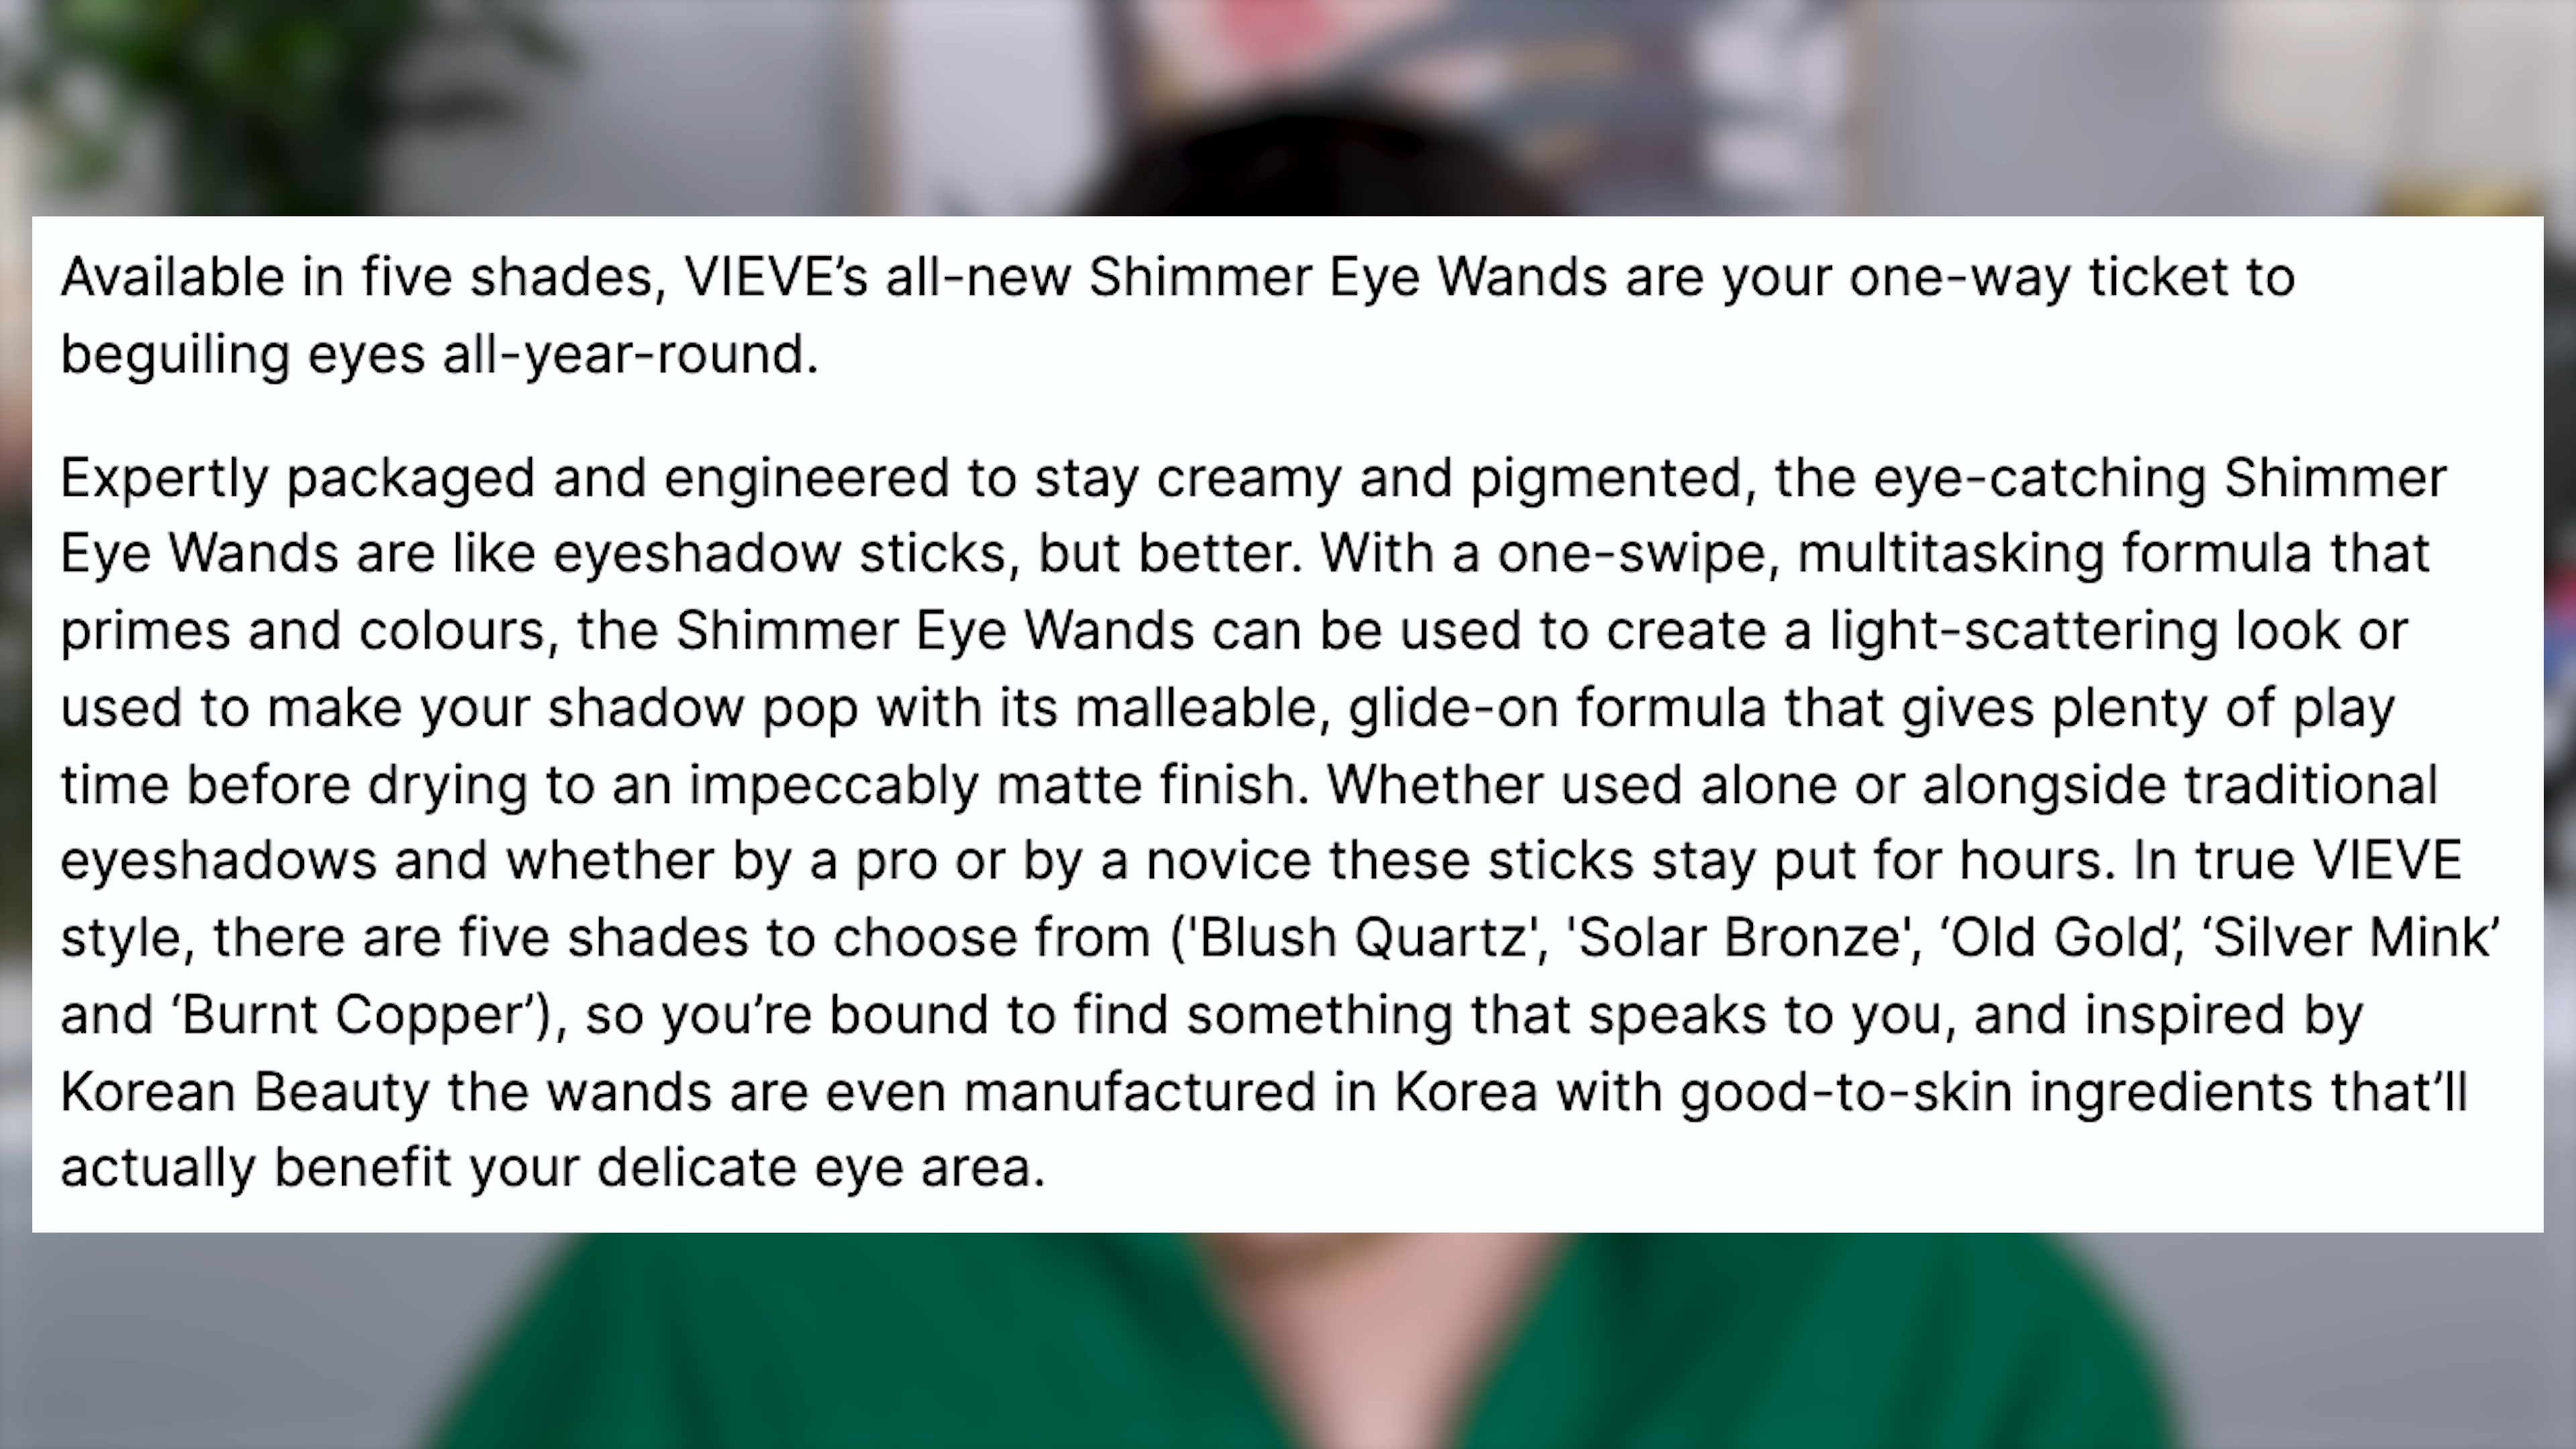 Available in five shades, VIEVE’s all-new Shimmer Eye Wands are your one-way ticket to
beguiling eyes all-year-round.
Expertly packaged and engineered to stay creamy and pigmented, the eye-catching Shimmer
Eye Wands are like eyeshadow sticks, but better. With a one-swipe, multitasking formula that
primes and colours, the Shimmer Eye Wands can be used to create a light-scattering look or
used to make your shadow pop with its malleable, glide-on formula that gives plenty of play
time before drying to an impeccably matte finish. Whether used alone or alongside traditional
eyeshadows and whether by a pro or by a novice these sticks stay put for hours. In true VIEVE
style, there are five shades to choose from ('Blush Quartz', 'Solar Bronze', ‘Old Gold’, ‘Silver Mink’
and ‘Burnt Copper’), so you’re bound to find something that speaks to you, and inspired by
Korean Beauty the wands are even manufactured in Korea with good-to-skin ingredients that’ll
actually benefit your delicate eye area.